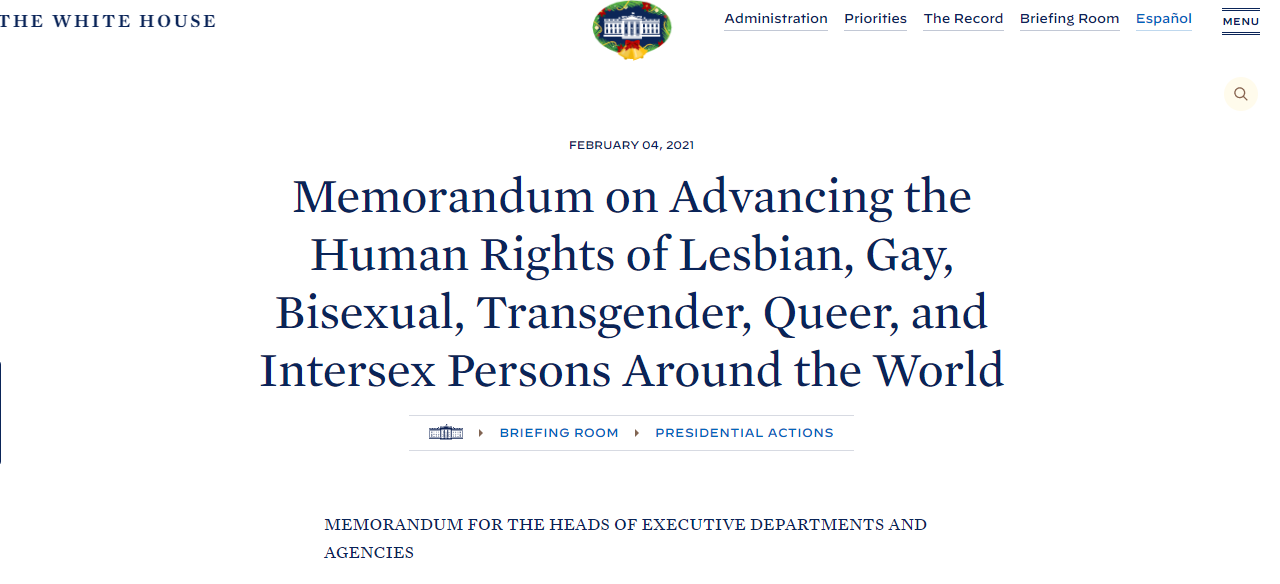 THE WHITE HOUSE
Administration Priorities The Record Briefing Room Español MENU
FEBRUARY 04, 2021
Memorandum on Advancing the
Human Rights of Lesbian, Gay,
Bisexual, Transgender, Queer, and
Intersex Persons Around the World
BRIEFING ROOM PRESIDENTIAL ACTIONS
MEMORANDUM FOR THE HEADS OF EXECUTIVE DEPARTMENTS AND
AGENCIES